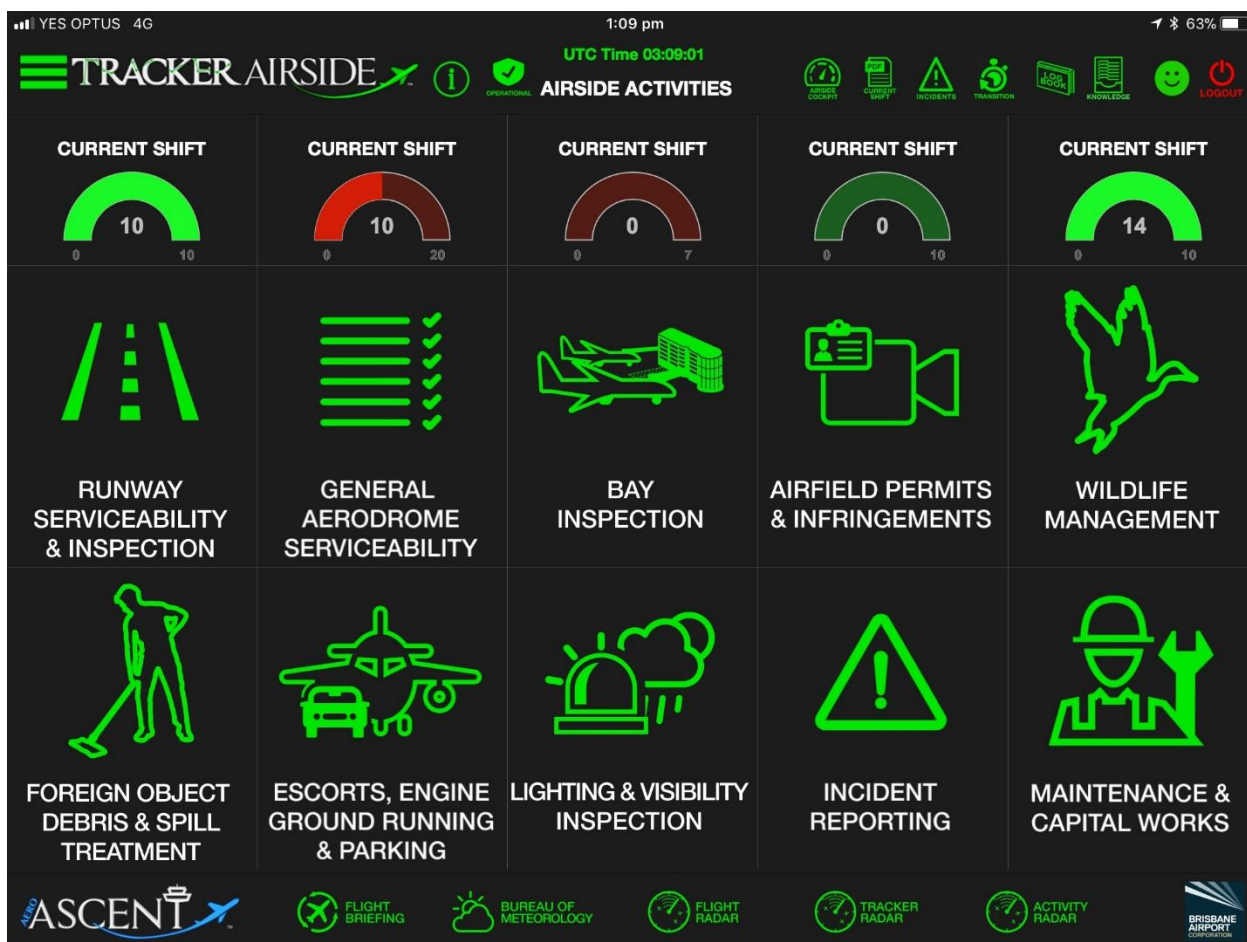 YES OPTUS 4G
1:09 pm
63%
TRACKER AIRSIDE
i
OPERATIONAL
UTC Time 03:09:01
AIRSIDE ACTIVITIES
AIRSIDE
COCKPIT
PDF
CURRENT
SHIFT
INCIDENTS
TRANSITION
LOG
BOOK
KNOWLEDGE
LOGOUT
CURRENT SHIFT
10
0 10
CURRENT SHIFT
10
0 20
CURRENT SHIFT
0
0 7
CURRENT SHIFT
0
0 10
CURRENT SHIFT
14
0 10
RUNWAY
SERVICEABILITY
& INSPECTION
GENERAL
AERODROME
SERVICEABILITY
BAY
INSPECTION
AIRFIELD PERMITS
& INFRINGEMENTS
WILDLIFE
MANAGEMENT
FOREIGN OBJECT
DEBRIS & SPILL
TREATMENT
ESCORTS, ENGINE
GROUND RUNNING
& PARKING
LIGHTING & VISIBILITY
INSPECTION
INCIDENT
REPORTING
MAINTENANCE &
CAPITAL WORKS
AERO
ASCENT
FLIGHT
BRIEFING
BUREAU OF
METEOROLOGY
FLIGHT
RADAR
TRACKER
RADAR
ACTIVITY
RADAR
BRISBANE
AIRPORT
CORPORATION